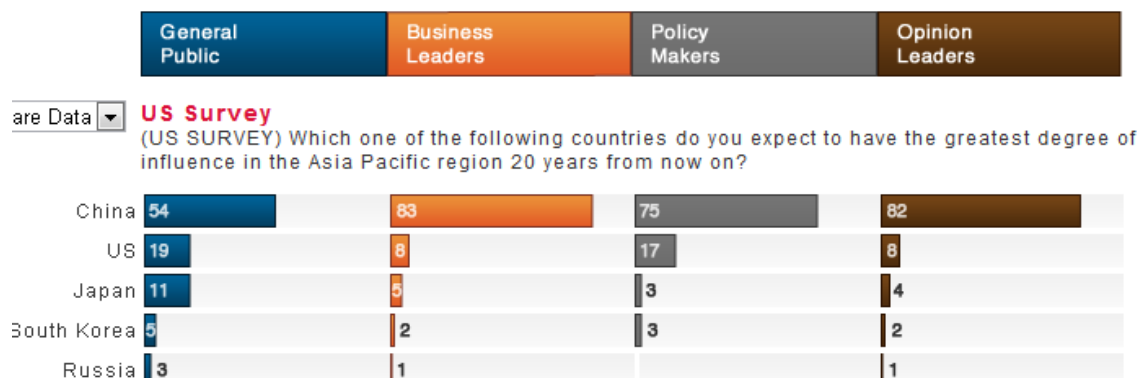 General Public
Business Leaders
Policy Makers
Opinion Leaders
are Data
US Survey
(US SURVEY) Which one of the following countries do you expect to have the greatest degree of
influence in the Asia Pacific region 20 years from now on?
China 54 83 75 82
US 19 8 17 8
Japan 11 5 3 4
South Korea 5 2 3 2
Russia 3 1 1